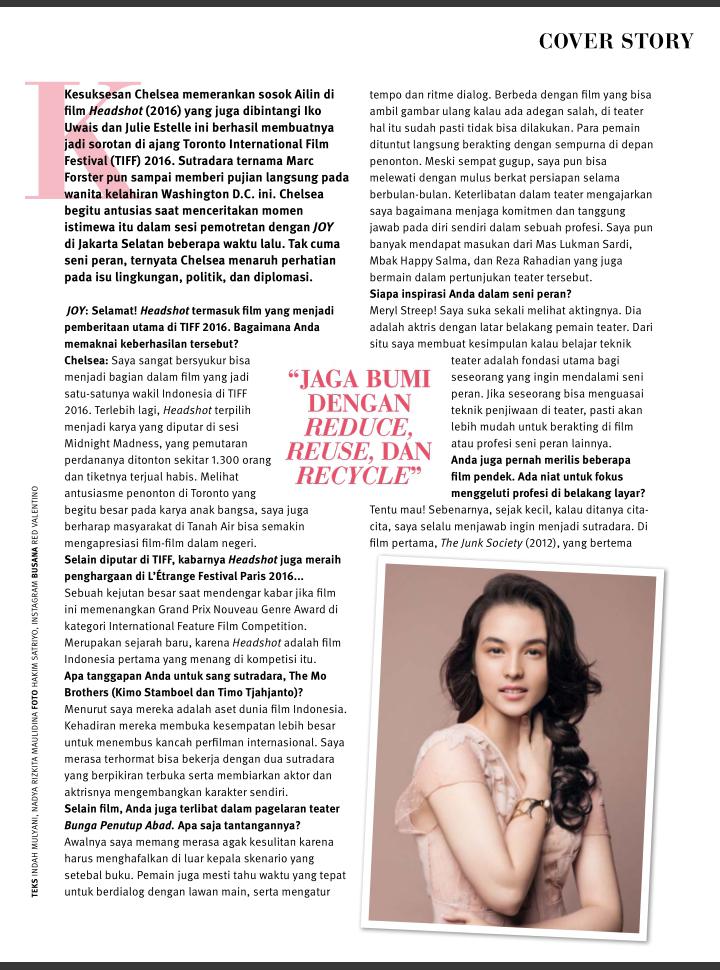 COVER STORY
Kesuksesan Chelsea memerankan sosok Ailin di
film Headshot (2016) yang juga dibintangi Iko
Uwais dan Julie Estelle ini berhasil membuatnya
jadi sorotan di ajang Toronto International Film
Festival (TIFF) 2016. Sutradara ternama Marc
Forster pun sampai memberi pujian langsung pada
wanita kelahiran Washington D.C. ini. Chelsea
begitu antusias saat menceritakan momen
istimewa itu dalam sesi pemotretan dengan JOY
di Jakarta Selatan beberapa waktu lalu. Tak cuma
seni peran, ternyata Chelsea menaruh perhatian
pada isu lingkungan, politik, dan diplomasi.
JOY: Selamat! Headshot termasuk film yang menjadi
pemberitaan utama di TIFF 2016. Bagaimana Anda
memaknai keberhasilan tersebut?
Chelsea: Saya sangat bersyukur bisa
menjadi bagian dalam film yang jadi
satu-satunya wakil Indonesia di TIFF
2016. Terlebih lagi, Headshot terpilih
menjadi karya yang diputar di sesi
Midnight Madness, yang pemutaran
perdananya ditonton sekitar 1.300 orang
dan tiketnya terjual habis. Melihat
antusiasme penonton di Toronto yang
begitu besar pada karya anak bangsa, saya juga
berharap masyarakat di Tanah Air bisa semakin
mengapresiasi film-film dalam negeri.
Selain diputar di TIFF, kabarnya Headshot juga meraih
penghargaan di L'Étrange Festival Paris 2016...
Sebuah kejutan besar saat mendengar kabar jika film
ini memenangkan Grand Prix Nouveau Genre Award di
kategori International Feature Film Competition.
Merupakan sejarah baru, karena Headshot adalah film
Indonesia pertama yang menang di kompetisi itu.
Apa tanggapan Anda untuk sang sutradara, The Mo
Brothers (Kimo Stamboel dan Timo Tjahjanto)?
Menurut saya mereka adalah aset dunia film Indonesia.
Kehadiran mereka membuka kesempatan lebih besar
untuk menembus kancah perfilman internasional. Saya
merasa terhormat bisa bekerja dengan dua sutradara
yang berpikiran terbuka serta membiarkan aktor dan
aktrisnya mengembangkan karakter sendiri.
Selain film, Anda juga terlibat dalam pagelaran teater
Bunga Penutup Abad. Apa saja tantangannya?
Awalnya saya memang merasa agak kesulitan karena
harus menghafalkan di luar kepala skenario yang
setebal buku. Pemain juga mesti tahu waktu yang tepat
untuk berdialog dengan lawan main, serta mengatur
tempo dan ritme dialog. Berbeda dengan film yang bisa
ambil gambar ulang kalau ada adegan salah, di teater
hal itu sudah pasti tidak bisa dilakukan. Para pemain
dituntut langsung berakting dengan sempurna di depan
penonton. Meski sempat gugup, saya pun bisa
melewati dengan mulus berkat persiapan selama
berbulan-bulan. Keterlibatan dalam teater mengajarkan
saya bagaimana menjaga komitmen dan tanggung
jawab pada diri sendiri dalam sebuah profesi. Saya pun
banyak mendapat masukan dari Mas Lukman Sardi,
Mbak Happy Salma, dan Reza Rahadian yang juga
bermain dalam pertunjukan teater tersebut.
Siapa inspirasi Anda dalam seni peran?
Meryl Streep! Saya suka sekali melihat aktingnya. Dia
adalah aktris dengan latar belakang pemain teater. Dari
situ saya membuat kesimpulan kalau belajar teknik
teater adalah fondasi utama bagi
seseorang yang ingin mendalami seni
peran. Jika seseorang bisa menguasai
teknik penjiwaan di teater, pasti akan
lebih mudah untuk berakting di film
atau profesi seni peran lainnya.
Anda juga pernah merilis beberapa
film pendek. Ada niat untuk fokus
menggeluti profesi di belakang layar?
Tentu mau! Sebenarnya, sejak kecil, kalau ditanya cita-
cita, saya selalu menjawab ingin menjadi sutradara. Di
film pertama, The Junk Society (2012), yang bertema
“JAGA BUMI
DENGAN
REDUCE,
REUSE, DAN
RECYCLE”
TEKS INDAH MULYANI, NADYA RIZKITA MAULIDINA FOTO HAKIM SATRIYO, INSTAGRAM BUSANA RED VALENTINO